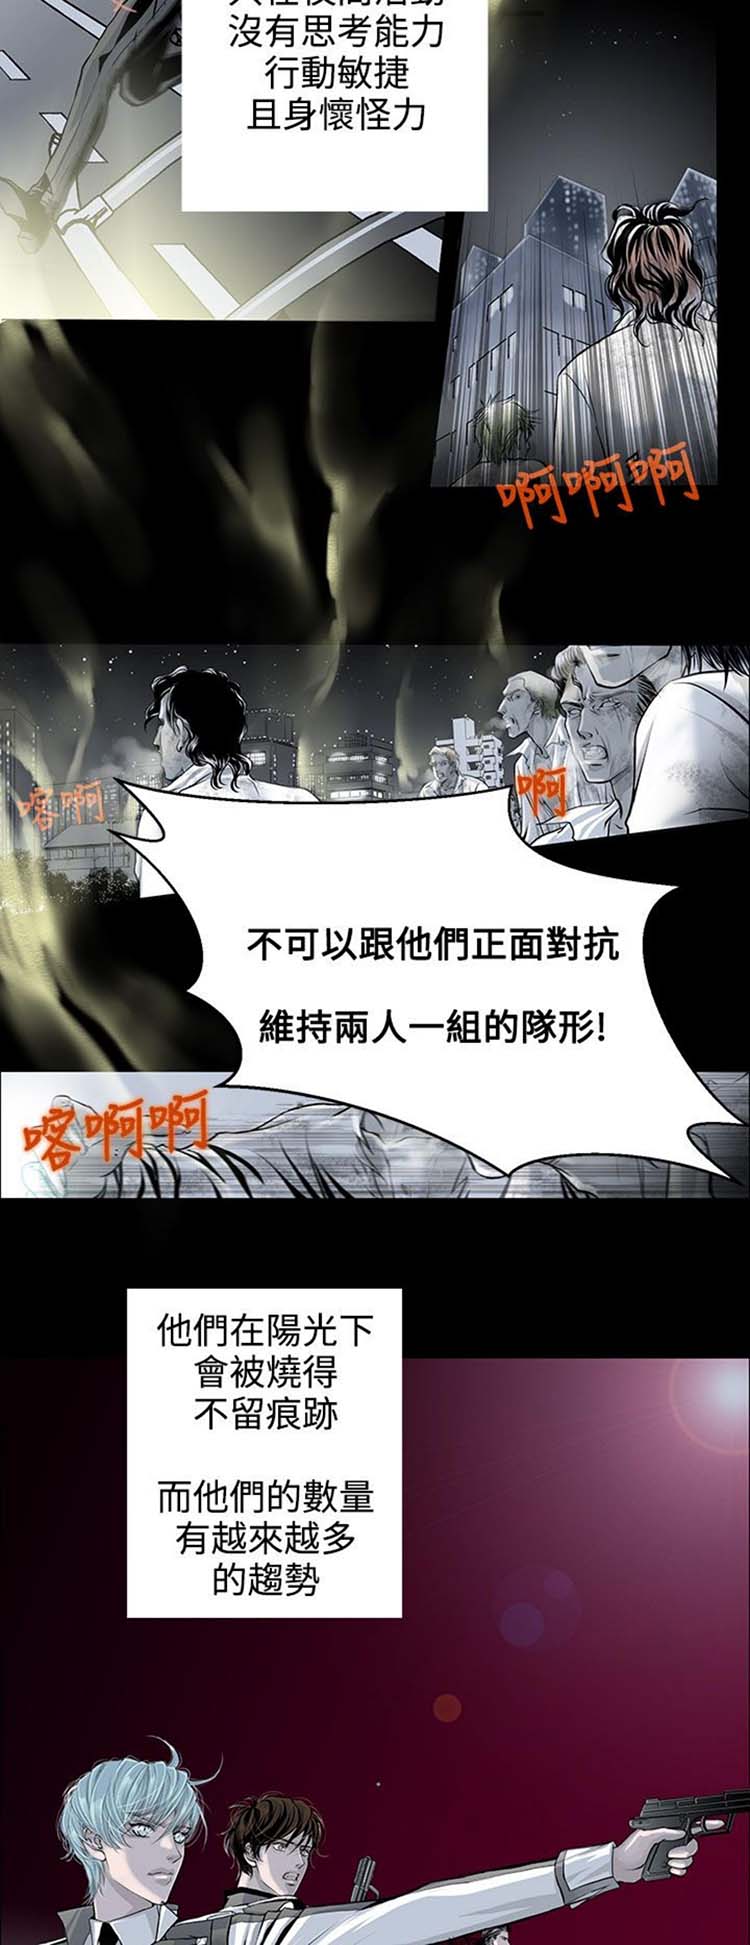 沒有思考能力
行動敏捷
且身懷怪力
啊啊啊
喀啊
啊
不可以跟他們正面對抗
維持兩人一組的隊形!
喀啊啊
他們在陽光下
會被燒得
不留痕跡
而他們的數量
有越來越多
的趨勢